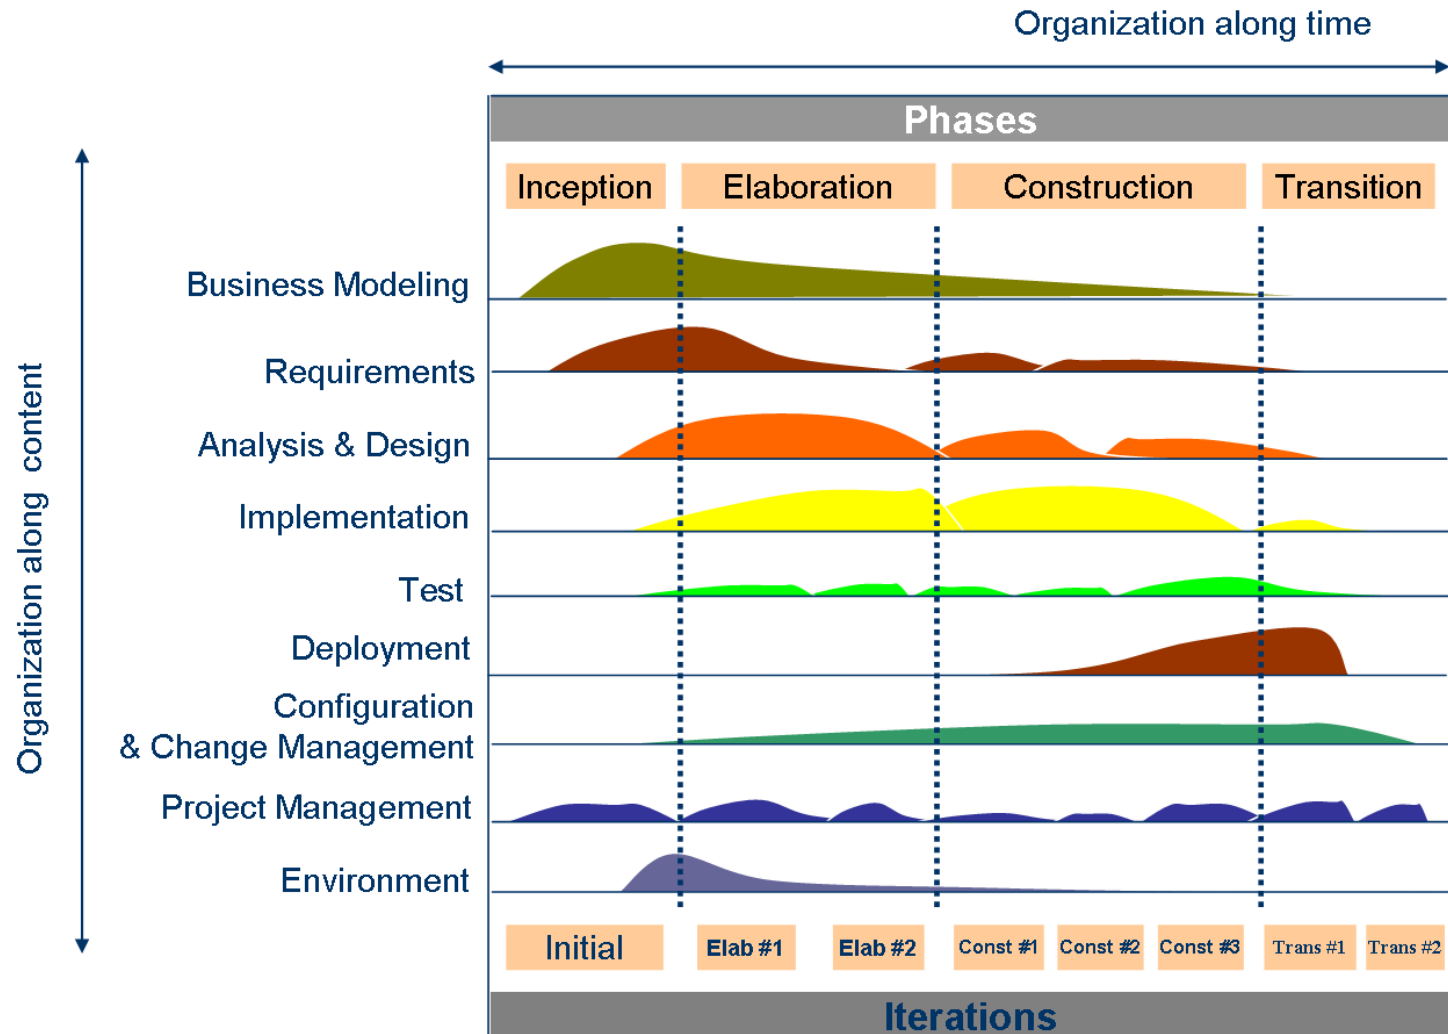 Organization along time
Phases
Inception Elaboration Construction Transition
Organization along content
Business Modeling
Requirements
Analysis & Design
Implementation
Test
Deployment
Configuration
& Change Management
Project Management
Environment
Initial Elab #1 Elab #2 Const #1 Const #2 Const #3 Trans #1 Trans #2
Iterations